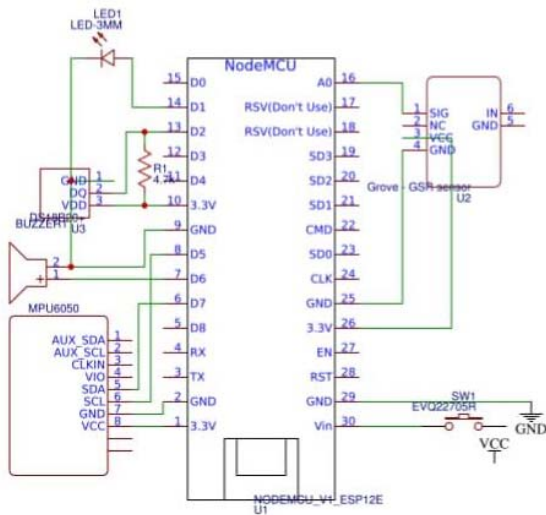 LED1
LED-3MM
NodeMCU
15 D0
14 D1
13 D2
12 D3
11 D4
10 3.3V
9 GND
8 D5
7 D6
6 D7
5 D8
4 RX
3 TX
2 GND
1 3.3V
A0 16
RSV(Don't Use) 17
RSV(Don't Use) 18
SD3 19
SD2 20
SD1 21
CMD 22
SD0 23
CLK 24
GND 25
3.3V 26
EN 27
RST 28
GND 29
Vin 30
NODEMCU_V1_ESP12E
U1
R1
4.7k
GND 1
DQ 2
VDD 3
DS18B20+
U3
BUZZER1
2
+ 1
MPU6050
AUX_SDA 1
AUX_SCL 2
CLKIN 3
VIO 4
SDA 5
SCL 6
GND 7
VCC 8
1 SIG
2 NC
3 VCC
4 GND
IN 6
GND 5
Grove - GSR sensor
U2
SW1
EVQ22705R
GND
VCC